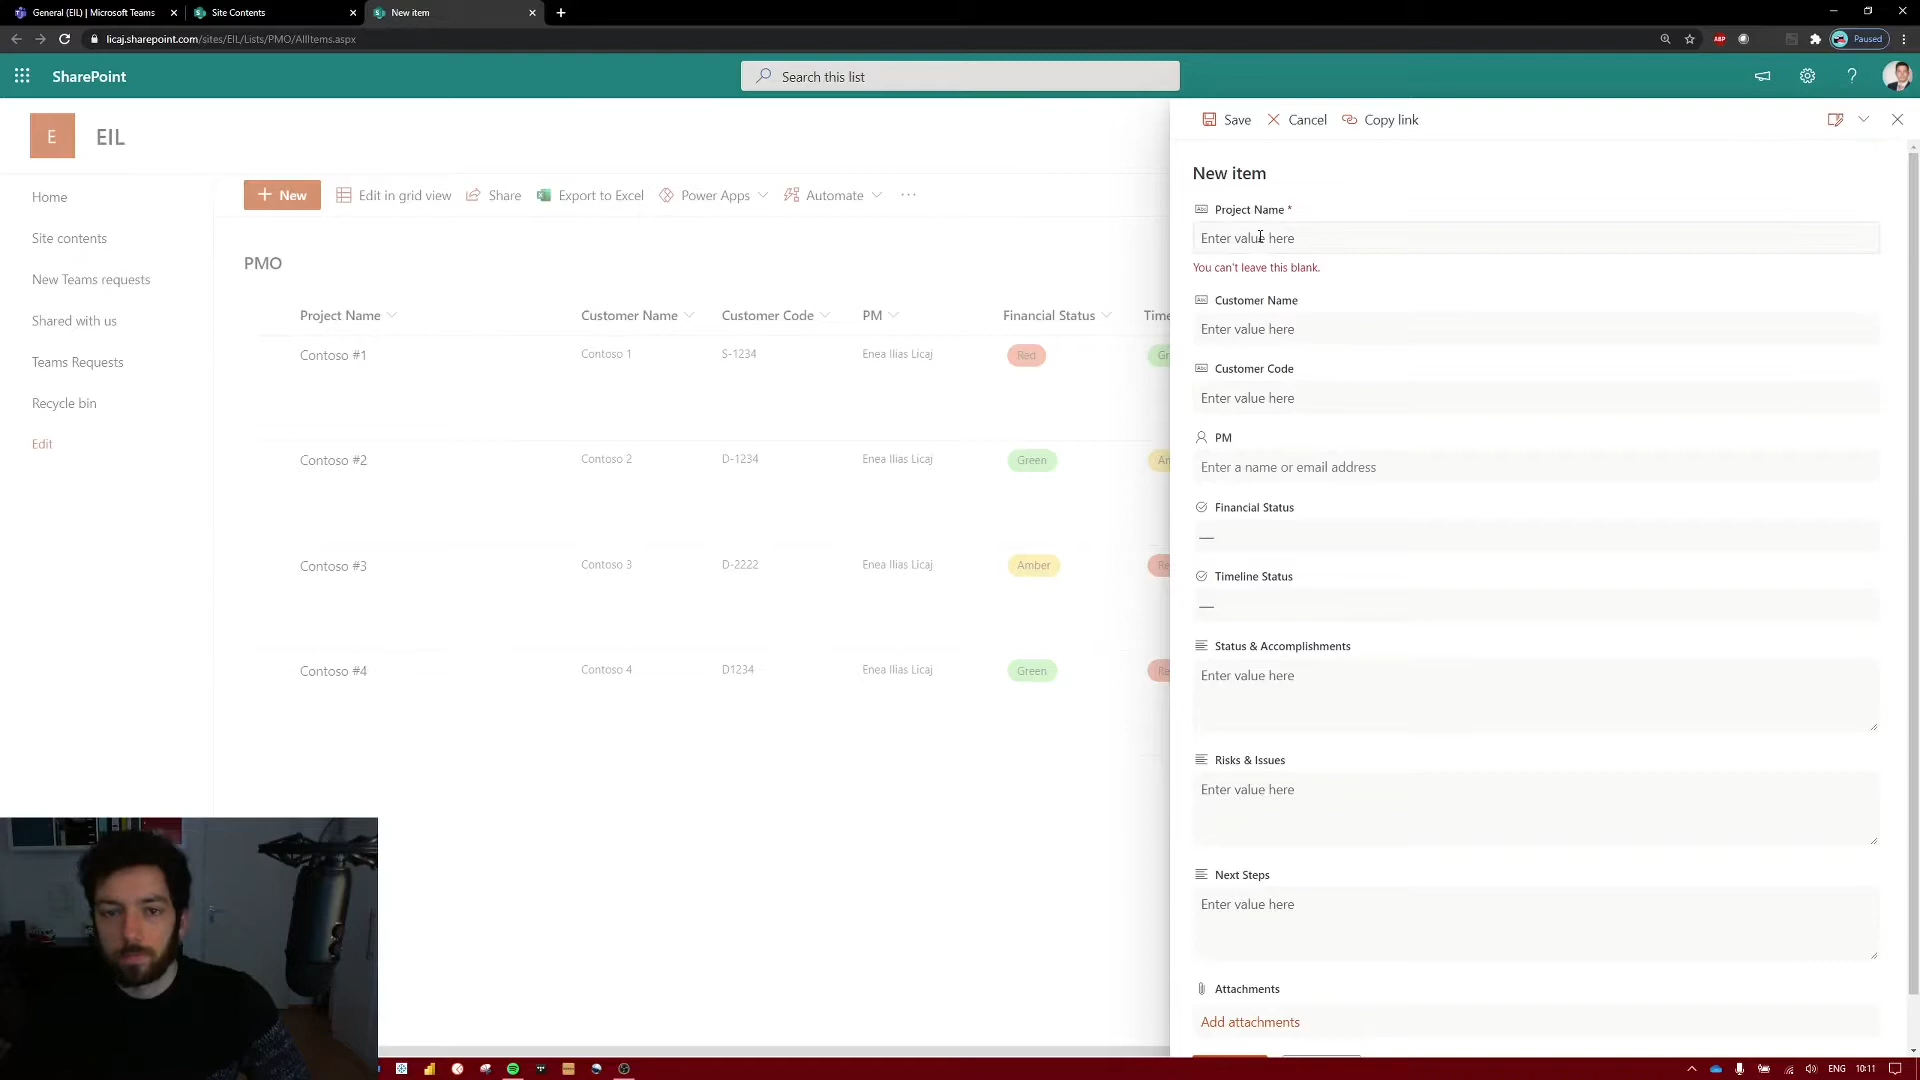 General (EIL) | Microsoft Teams
Site Contents
New item
licaj.sharepoint.com/sites/EIL/Lists/PMO/AllItems.aspx
ABP
Paused
SharePoint
Search this list
E
EIL
Home
Site contents
New Teams requests
Shared with us
Teams Requests
Recycle bin
Edit
New
Edit in grid view
Share
Export to Excel
Power Apps
Automate
PMO
Project Name
Customer Name
Customer Code
PM
Financial Status
Time
Contoso #1
Contoso 1
S-1234
Enea Ilias Licaj
Red
Gr
Contoso #2
Contoso 2
D-1234
Enea Ilias Licaj
Green
Am
Contoso #3
Contoso 3
D-2222
Enea Ilias Licaj
Amber
Re
Contoso #4
Contoso 4
D1234
Enea Ilias Licaj
Green
Re
Save
Cancel
Copy link
New item
Project Name *
Enter value here
You can't leave this blank.
Customer Name
Enter value here
Customer Code
Enter value here
PM
Enter a name or email address
Financial Status
—
Timeline Status
—
Status & Accomplishments
Enter value here
Risks & Issues
Enter value here
Next Steps
Enter value here
Attachments
Add attachments
ENG
10:11